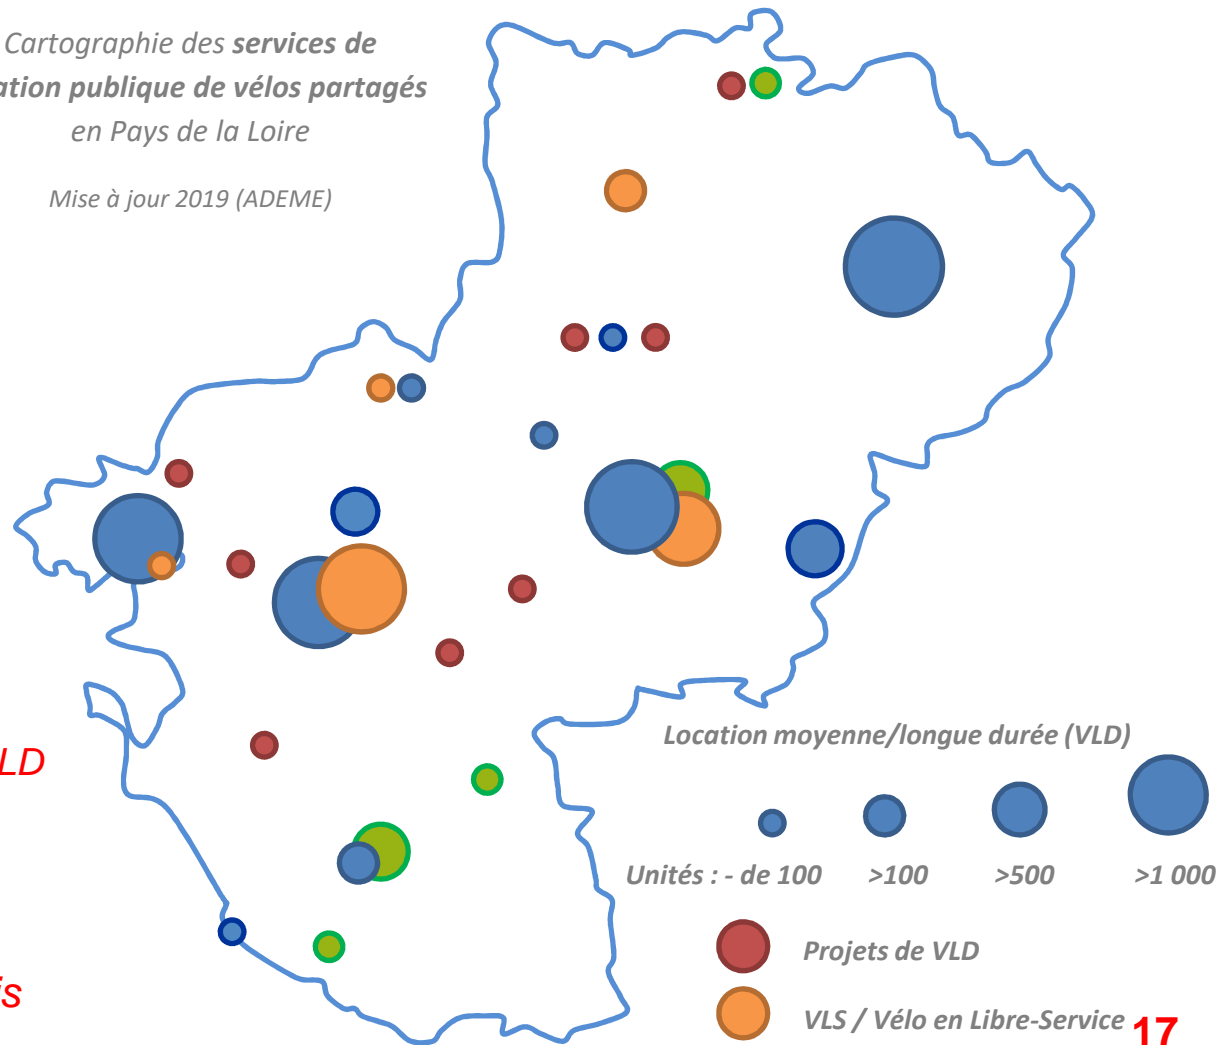 Cartographie des services de
ation publique de vélos partagés
en Pays de la Loire
Mise à jour 2019 (ADEME)
LD
Location moyenne/longue durée (VLD)
Unités : - de 100 >100 >500 >1 000
Projets de VLD
is
VLS / Vélo en Libre-Service 17